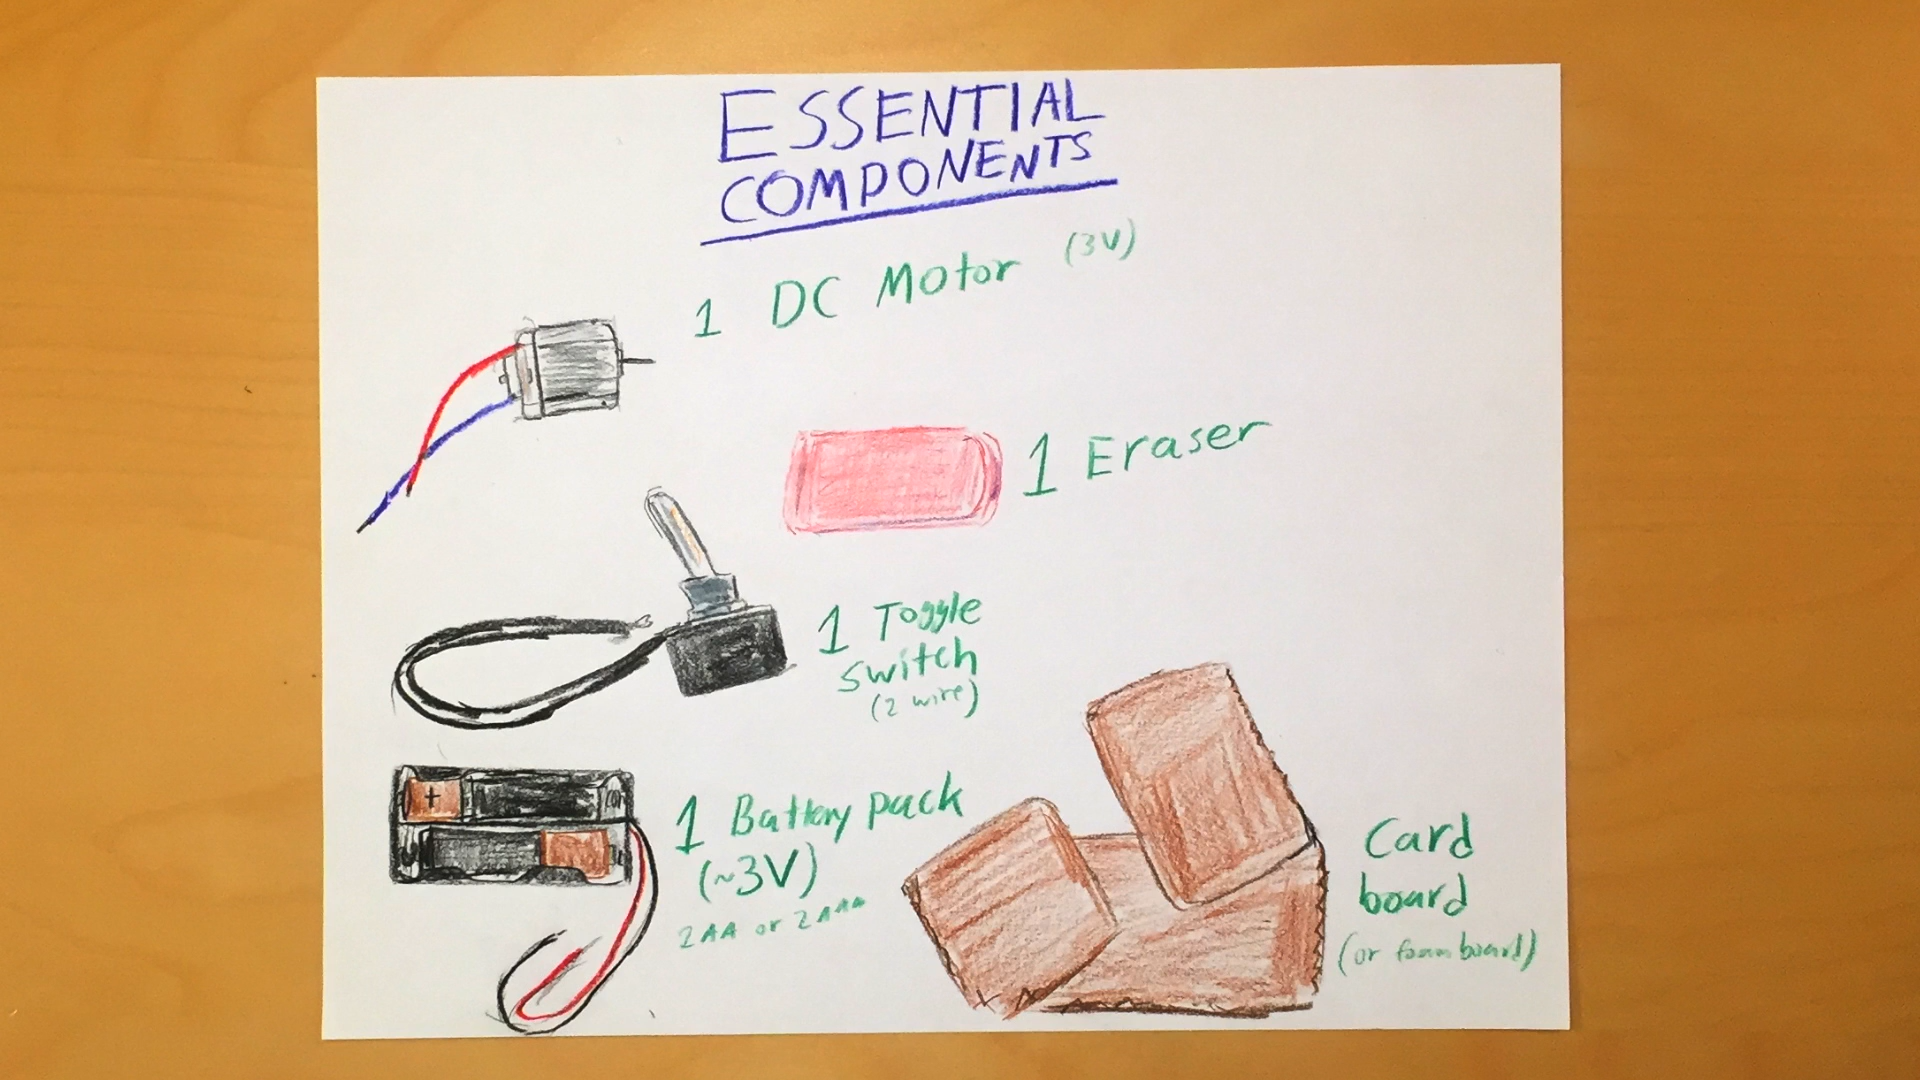 ESSENTIAL
COMPONENTS
1 DC Motor (3V)
1 Eraser
1 Toggle
switch
(2 wire)
+
1 Battery pack
(~3V)
2AA or 2AAA
Card
board
(or foam board)